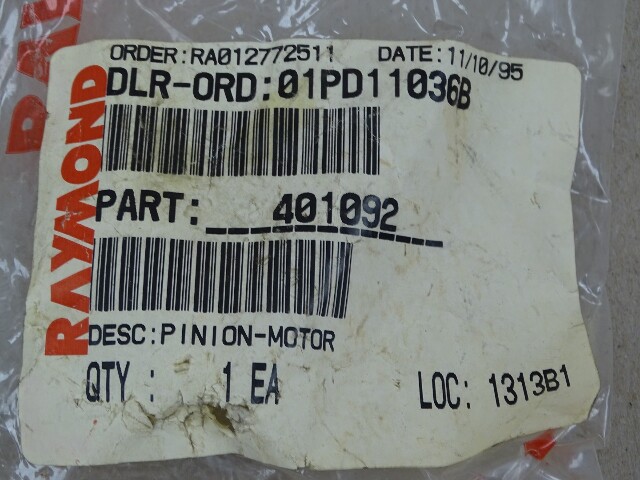 ORDER:RA012772511 DATE:11/10/95
DLR-ORD:01PD11036B
PART: 401092
DESC:PINION-MOTOR
QTY : 1 EA LOC: 1313B1
RAYMOND